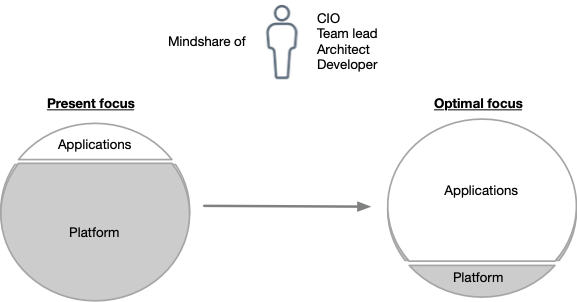 Mindshare of
CIO
Team lead
Architect
Developer
Present focus
Applications
Platform
Optimal focus
Applications
Platform